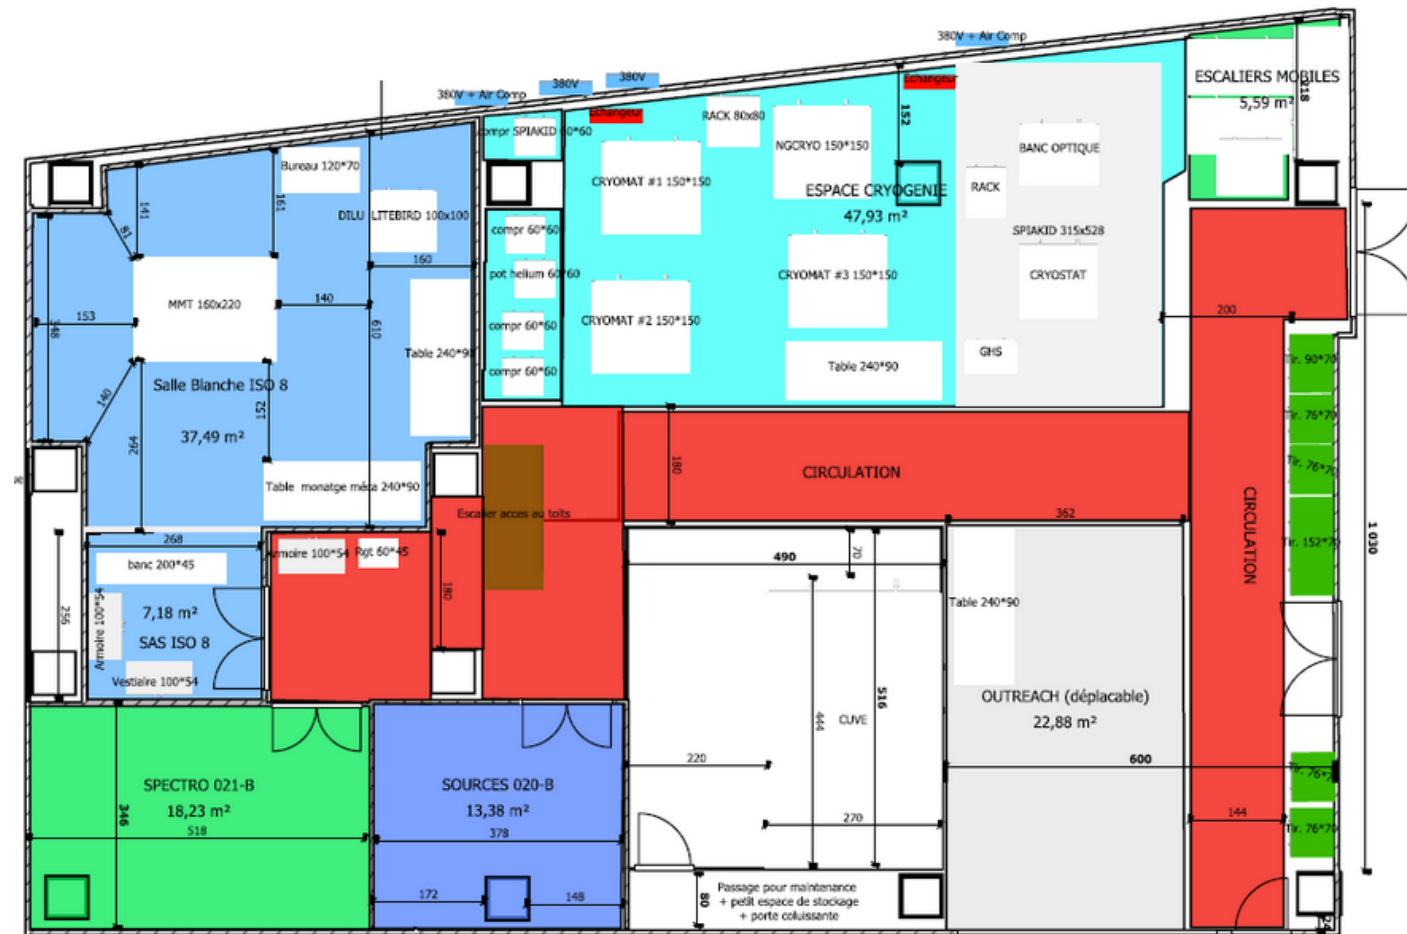 380V + Air Comp
ESCALIERS MOBILES
5,59 m²
218
380V
380V
380V + Air Comp
Echangeur
Echangeur
152
RACK 80x80
compr SPIAKID 60*60
NGCRYO 150*150
BANC OPTIQUE
Bureau 120*70
161
141
CRYOMAT #1 150*150
ESPACE CRYOGENIE
47,93 m²
RACK
DILU LITEBIRD 100x100
81
compr 60*60
SPIAKID 315x528
160
pot helium 60*60
CRYOMAT #3 150*150
CRYOSTAT
MMT 160x220
140
153
348
610
compr 60*60
CRYOMAT #2 150*150
200
Table 240*90
GHS
Tir. 90*70
compr 60*60
Table 240*90
Salle Blanche ISO 8
37,49 m²
140
152
264
Tir. 76*70
180
CIRCULATION
Tir. 76*70
Table monatge méca 240*90
Escalier acces au toits
362
CIRCULATION
1 030
Tir. 152*70
268
Armoire 100*54
Rgt 60*45
70
490
banc 200*45
180
Table 240*90
256
Armoire 100*54
7,18 m²
SAS ISO 8
Vestiaire 100*54
516
444
CUVE
OUTREACH (déplacable)
22,88 m²
220
600
SPECTRO 021-B
18,23 m²
SOURCES 020-B
13,38 m²
346
518
378
270
144
Tir. 76*70
172
148
80
Passage pour maintenance
+ petit espace de stockage
+ porte coluissante